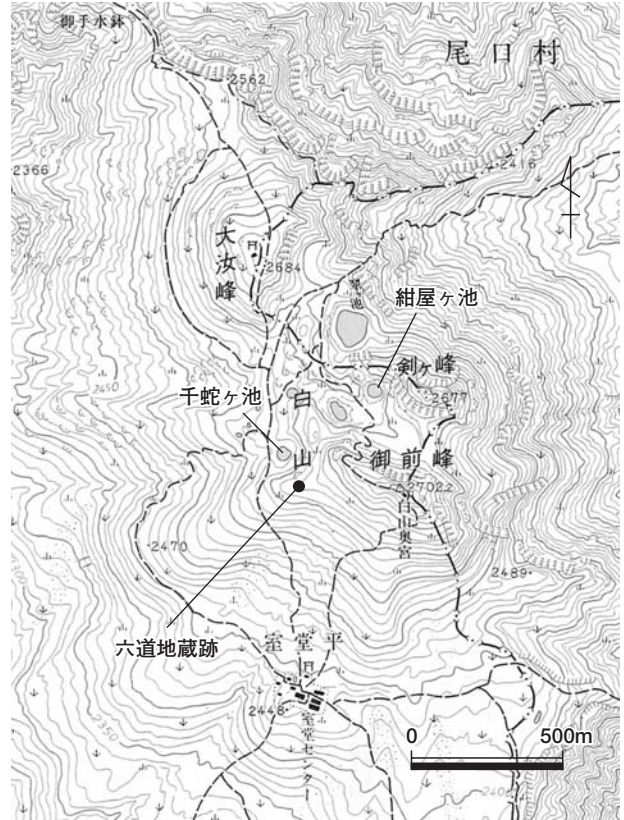 御手水鉢
尾口村
2562
2416
2366
大汝峰
2684
翠ヶ池
紺屋ヶ池
剣ヶ峰
2677
2450
千蛇ヶ池
白山
御前峰
2702
白山奥宮
2470
2489
六道地蔵跡
室堂平
2448
室堂センター
2350
0
500m